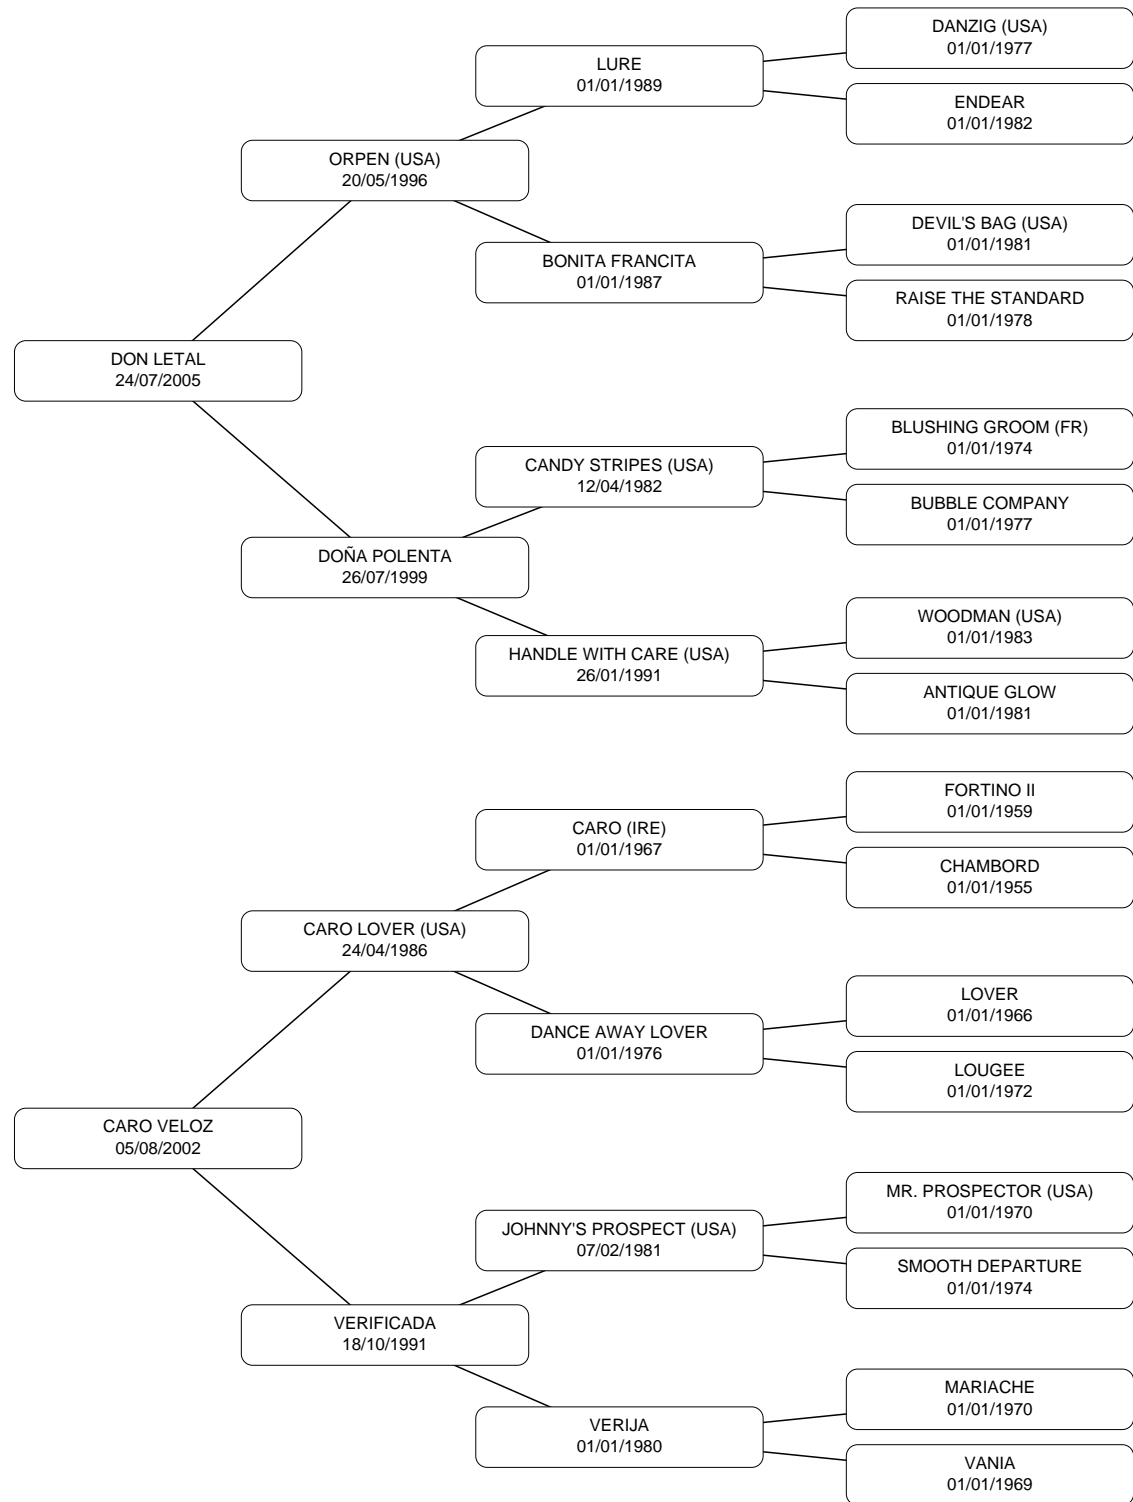 DANZIG (USA)
01/01/1977
LURE
01/01/1989
ENDEAR
01/01/1982
ORPEN (USA)
20/05/1996
DEVIL'S BAG (USA)
01/01/1981
BONITA FRANCITA
01/01/1987
RAISE THE STANDARD
01/01/1978
DON LETAL
24/07/2005
BLUSHING GROOM (FR)
01/01/1974
CANDY STRIPES (USA)
12/04/1982
BUBBLE COMPANY
01/01/1977
DOÑA POLENTA
26/07/1999
WOODMAN (USA)
01/01/1983
HANDLE WITH CARE (USA)
26/01/1991
ANTIQUE GLOW
01/01/1981
FORTINO II
01/01/1959
CARO (IRE)
01/01/1967
CHAMBORD
01/01/1955
CARO LOVER (USA)
24/04/1986
LOVER
01/01/1966
DANCE AWAY LOVER
01/01/1976
LOUGEE
01/01/1972
CARO VELOZ
05/08/2002
MR. PROSPECTOR (USA)
01/01/1970
JOHNNY'S PROSPECT (USA)
07/02/1981
SMOOTH DEPARTURE
01/01/1974
VERIFICADA
18/10/1991
MARIACHE
01/01/1970
VERIJA
01/01/1980
VANIA
01/01/1969